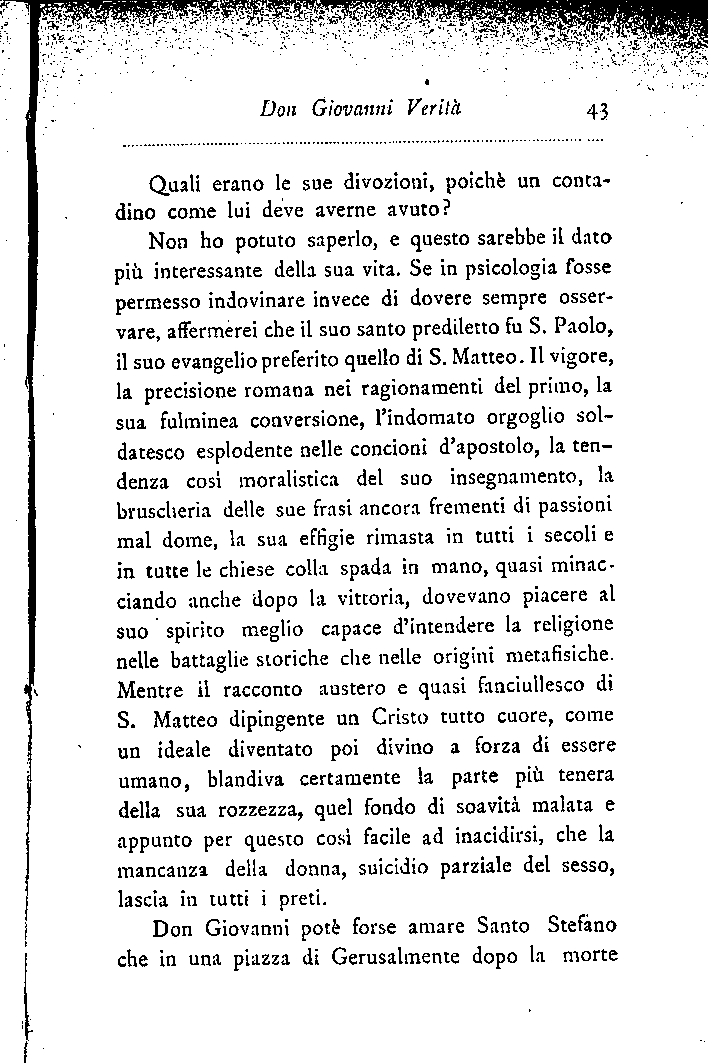 Don Giovanni Verità 43
Quali erano le sue divozioni, poichè un conta-
dino come lui deve averne avuto?
Non ho potuto saperlo, e questo sarebbe il dato
più interessante della sua vita. Se in psicologia fosse
permesso indovinare invece di dovere sempre osser-
vare, affermerei che il suo santo prediletto fu S. Paolo,
il suo evangelio preferito quello di S. Matteo. Il vigore,
la precisione romana nei ragionamenti del primo, la
sua fulminea conversione, l'indomato orgoglio sol-
datesco esplodente nelle concioni d'apostolo, la ten-
denza così moralistica del suo insegnamento, la
bruscheria delle sue frasi ancora frementi di passioni
mal dome, la sua effigie rimasta in tutti i secoli e
in tutte le chiese colla spada in mano, quasi minac-
ciando anche dopo la vittoria, dovevano piacere al
suo spirito meglio capace d'intendere la religione
nelle battaglie storiche che nelle origini metafisiche.
Mentre il racconto austero e quasi fanciullesco di
S. Matteo dipingente un Cristo tutto cuore, come
un ideale diventato poi divino a forza di essere
umano, blandiva certamente la parte più tenera
della sua rozzezza, quel fondo di soavità malata e
appunto per questo così facile ad inacidirsi, che la
mancanza della donna, suicidio parziale del sesso,
lascia in tutti i preti.
Don Giovanni potè forse amare Santo Stefano
che in una piazza di Gerusalmente dopo la morte